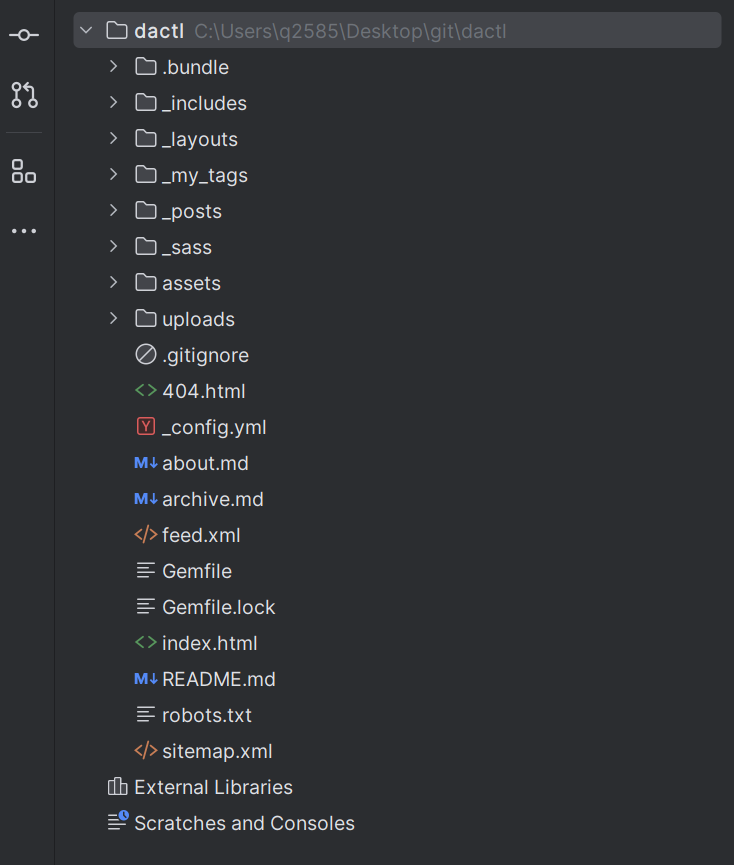 dactl C:\Users\q2585\Desktop\git\dactl
.bundle
_includes
_layouts
_my_tags
_posts
_sass
assets
uploads
.gitignore
404.html
_config.yml
about.md
archive.md
feed.xml
Gemfile
Gemfile.lock
index.html
README.md
robots.txt
sitemap.xml
External Libraries
Scratches and Consoles